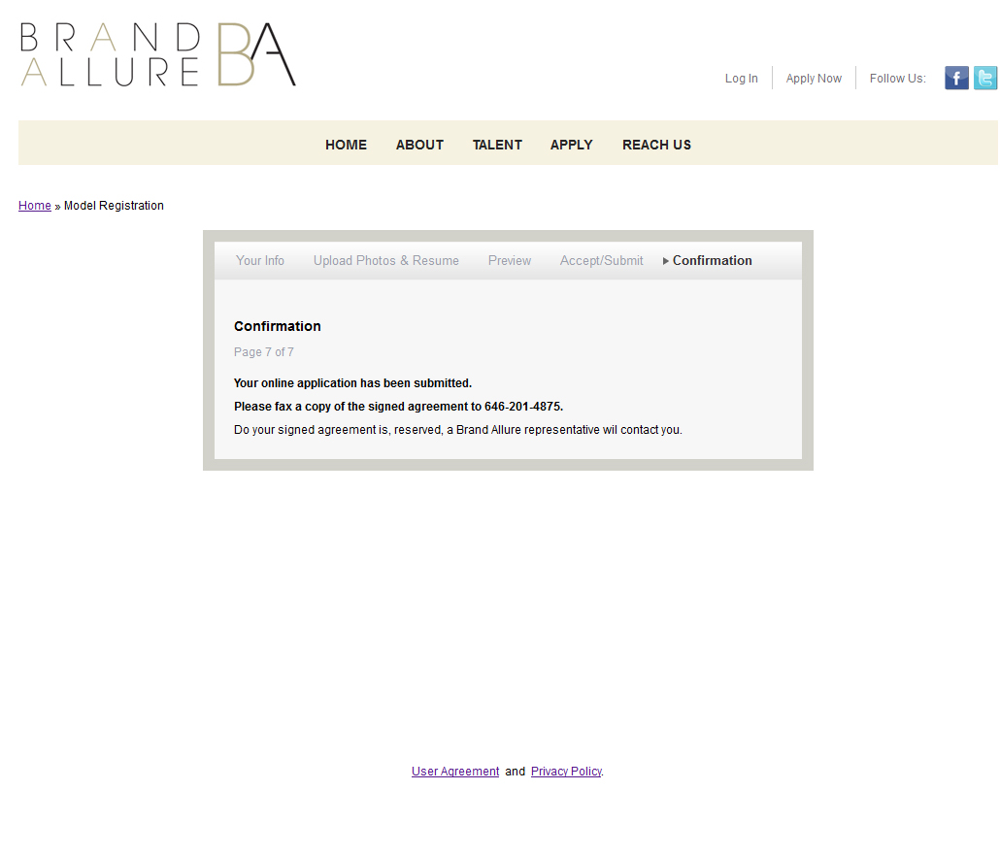 BRAND BA
ALLURE
Log In Apply Now Follow Us:
HOME ABOUT TALENT APPLY REACH US
Home » Model Registration
Your Info Upload Photos & Resume Preview Accept/Submit Confirmation
Confirmation
Page 7 of 7
Your online application has been submitted.
Please fax a copy of the signed agreement to 646-201-4875.
Do your signed agreement is, reserved, a Brand Allure representative wil contact you.
User Agreement and Privacy Policy.